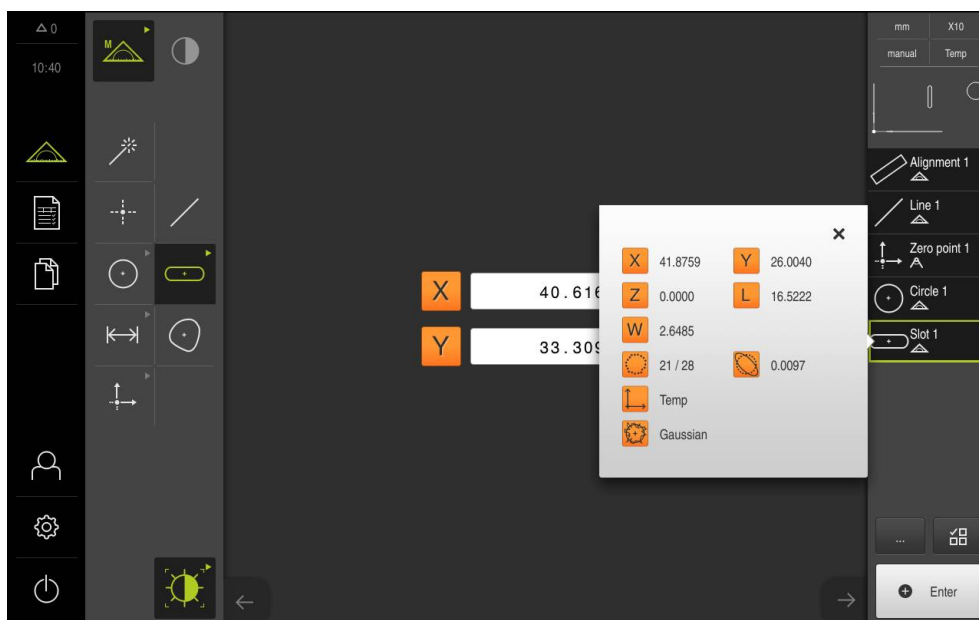 0
10:40
M
mm X10
manual Temp
Alignment 1
Line 1
Zero point 1
Circle 1
Slot 1
X 40.616
Y 33.309
X 41.8759 Y 26.0040
Z 0.0000 L 16.5222
W 2.6485
21 / 28 0.0097
Temp
Gaussian
...
Enter